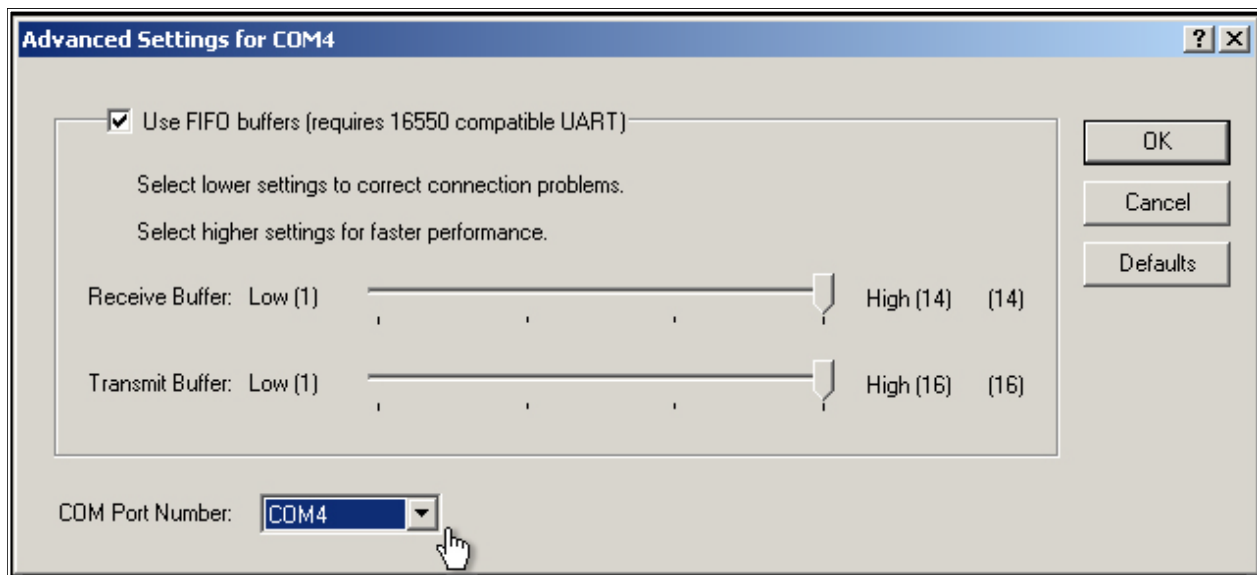 Advanced Settings for COM4
Use FIFO buffers (requires 16550 compatible UART)
OK
Select lower settings to correct connection problems.
Cancel
Select higher settings for faster performance.
Defaults
Receive Buffer: Low (1) High (14) (14)
Transmit Buffer: Low (1) High (16) (16)
COM Port Number: COM4